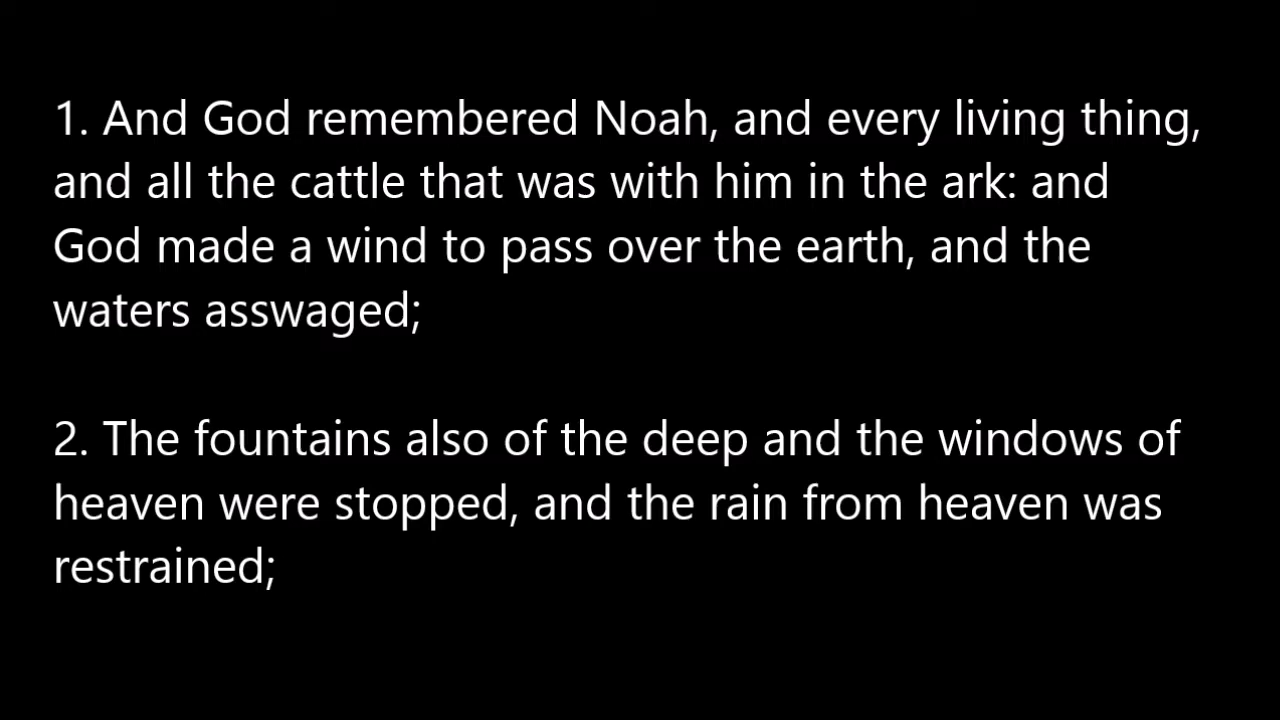 1. And God remembered Noah, and every living thing,
and all the cattle that was with him in the ark: and
God made a wind to pass over the earth, and the
waters asswaged;
2. The fountains also of the deep and the windows of
heaven were stopped, and the rain from heaven was
restrained;